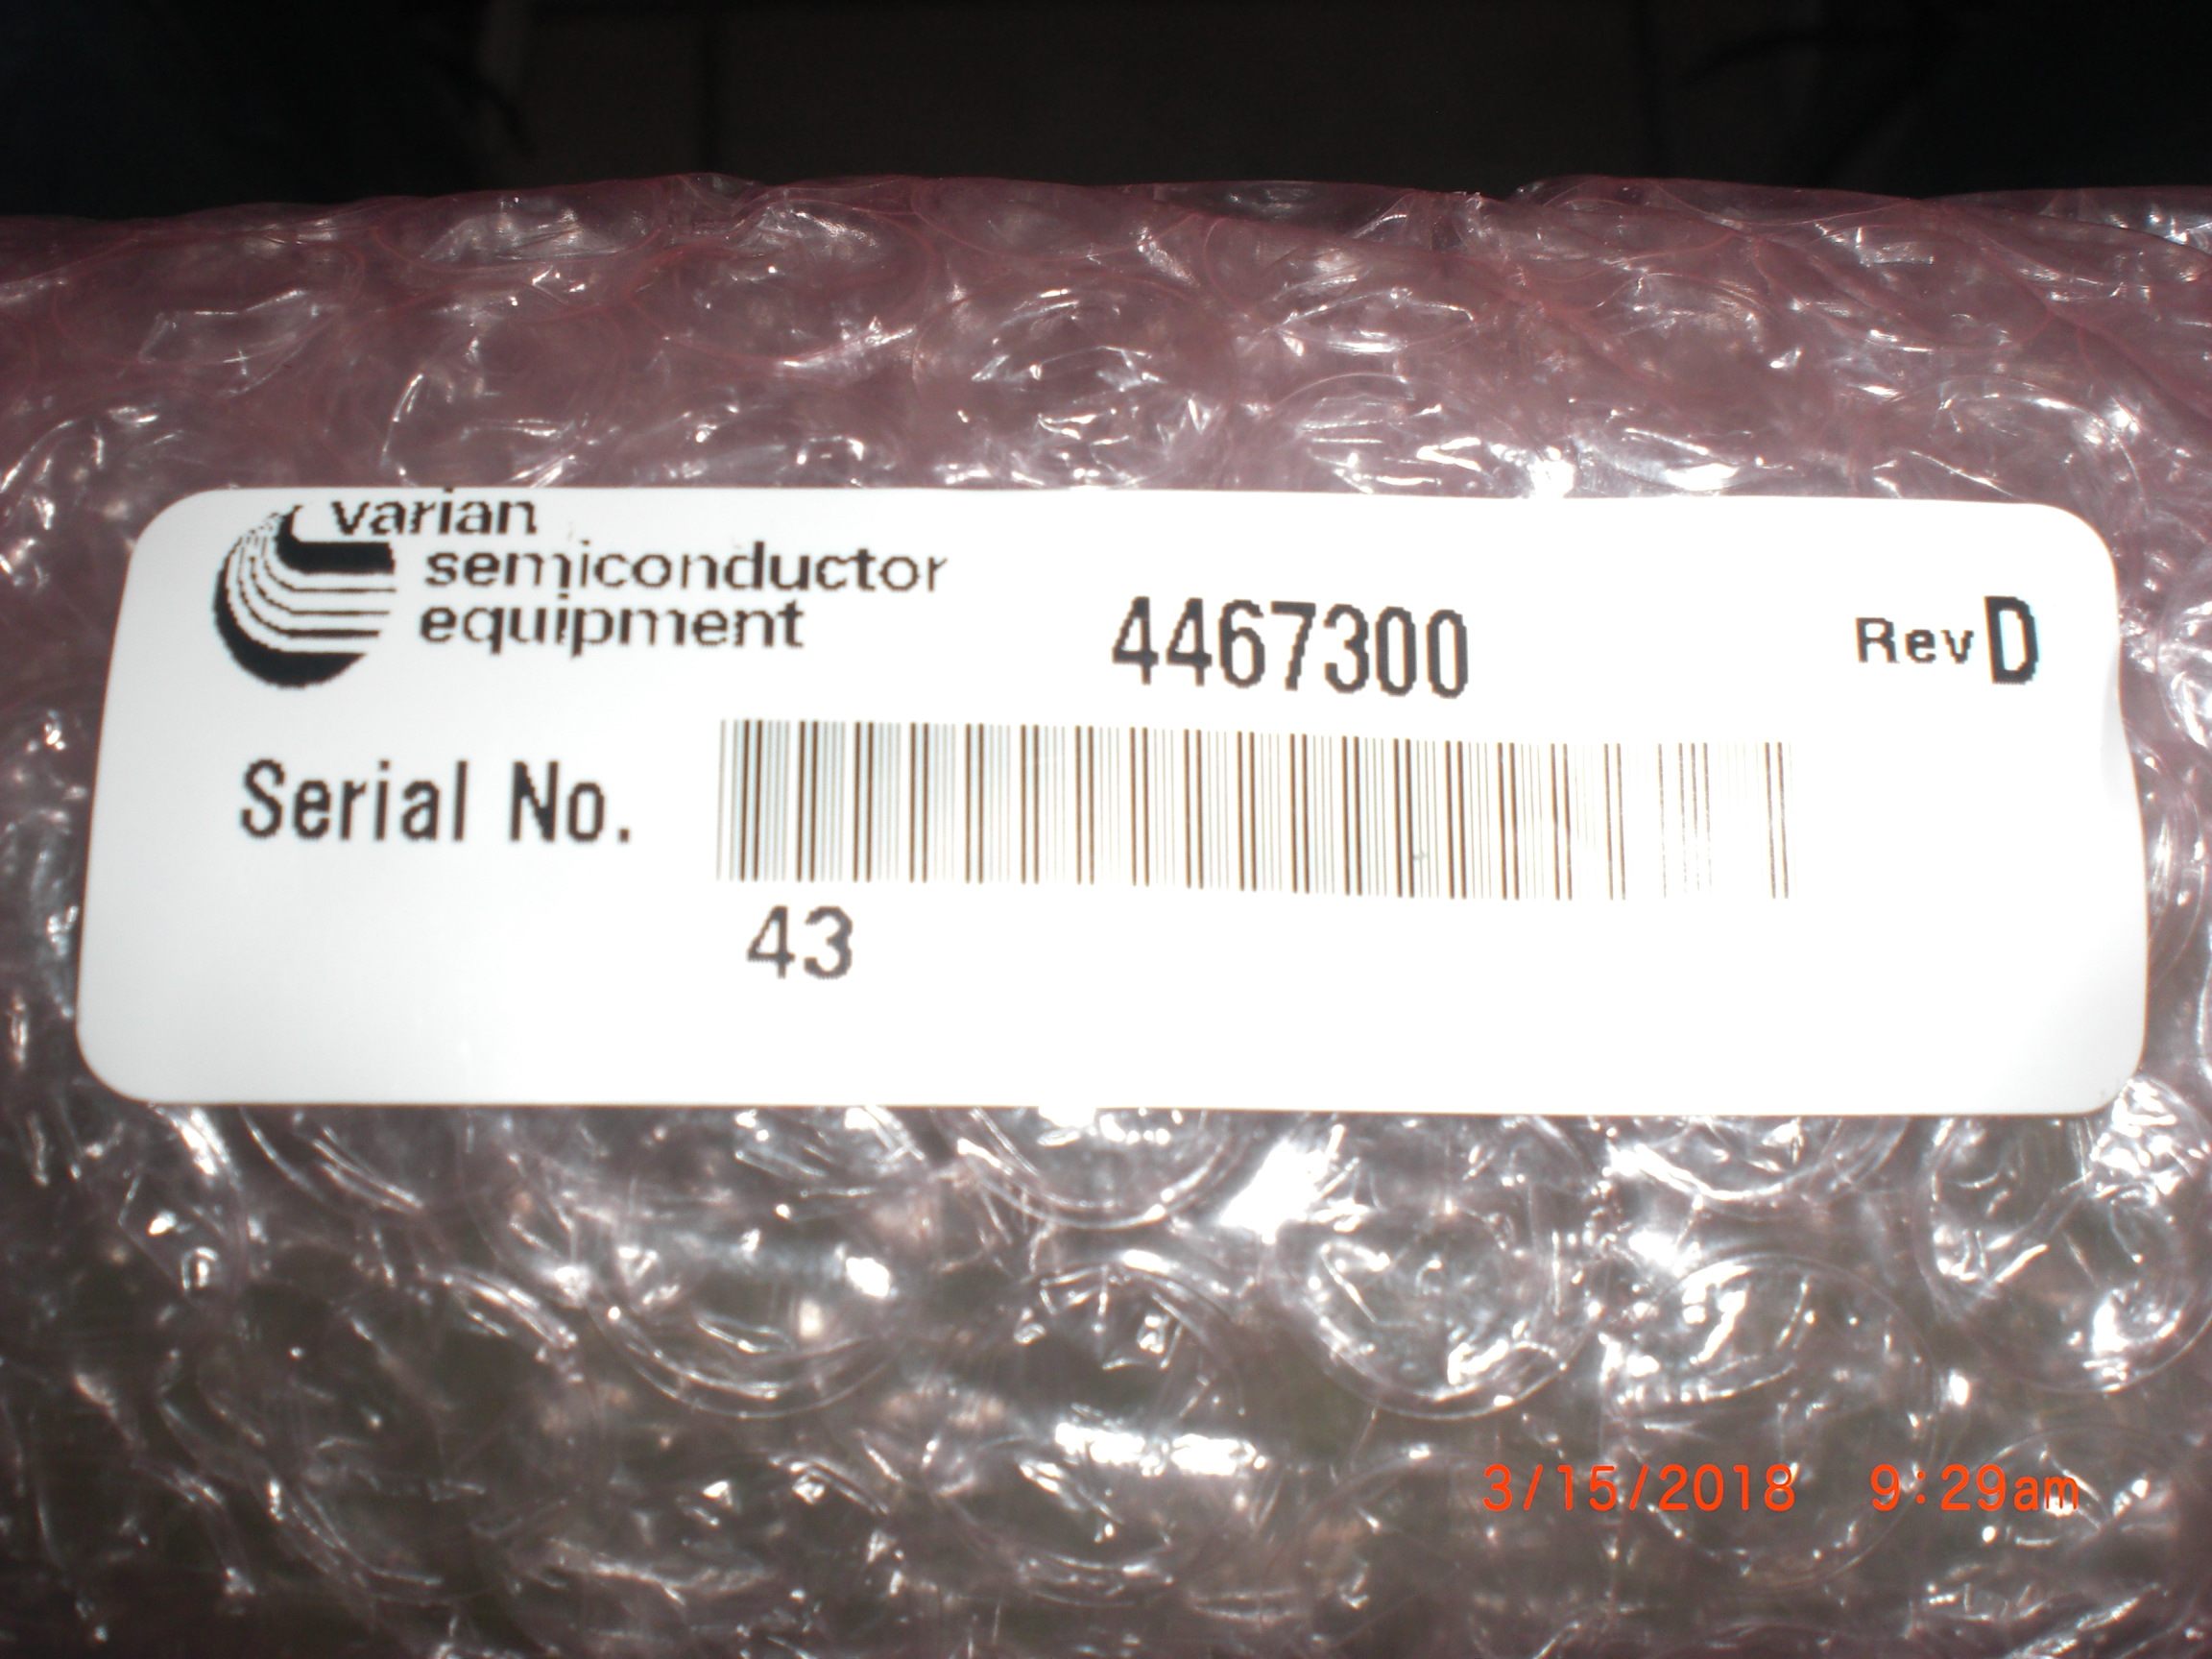 varian
semiconductor
equipment
4467300
Rev D
Serial No.
43
3/15/2018 9:29am